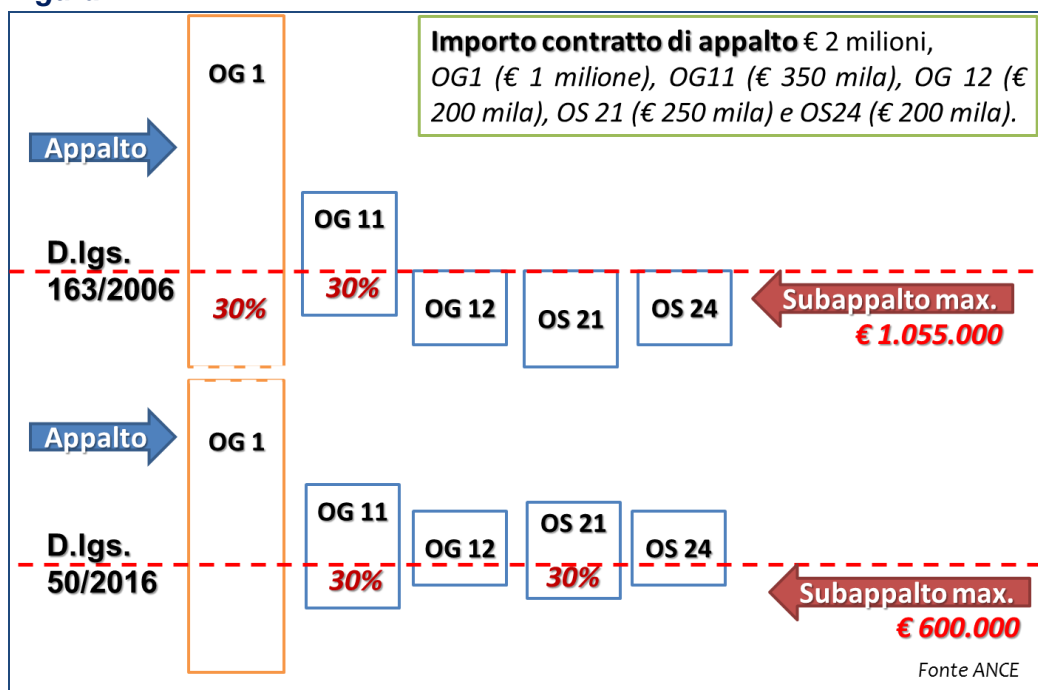 Importo contratto di appalto € 2 milioni,
OG1 (€ 1 milione), OG11 (€ 350 mila), OG 12 (€
200 mila), OS 21 (€ 250 mila) e OS24 (€ 200 mila).
OG 1
Appalto
OG 11
D.lgs.
163/2006
30%
30%
OG 12
OS 21
OS 24
Subappalto max.
€ 1.055.000
Appalto
OG 1
OG 11
OG 12
OS 21
OS 24
D.lgs.
50/2016
30%
30%
Subappalto max.
€ 600.000
Fonte ANCE